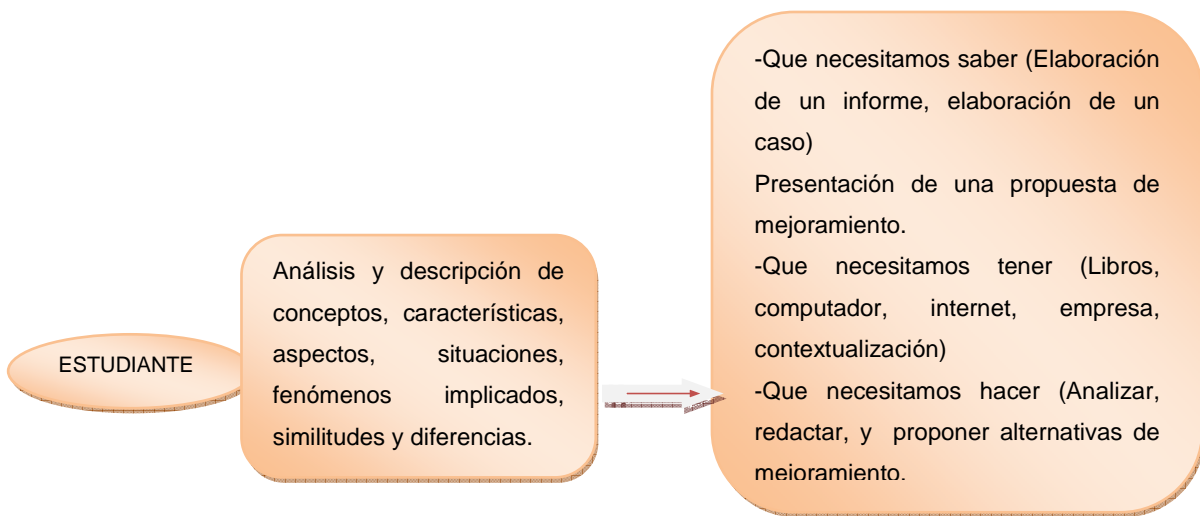 ESTUDIANTE
Análisis y descripción de
conceptos, características,
aspectos, situaciones,
fenómenos implicados,
similitudes y diferencias.
-Que necesitamos saber (Elaboración
de un informe, elaboración de un
caso)
Presentación de una propuesta de
mejoramiento.
-Que necesitamos tener (Libros,
computador, internet, empresa,
contextualización)
-Que necesitamos hacer (Analizar,
redactar, y proponer alternativas de
mejoramiento.